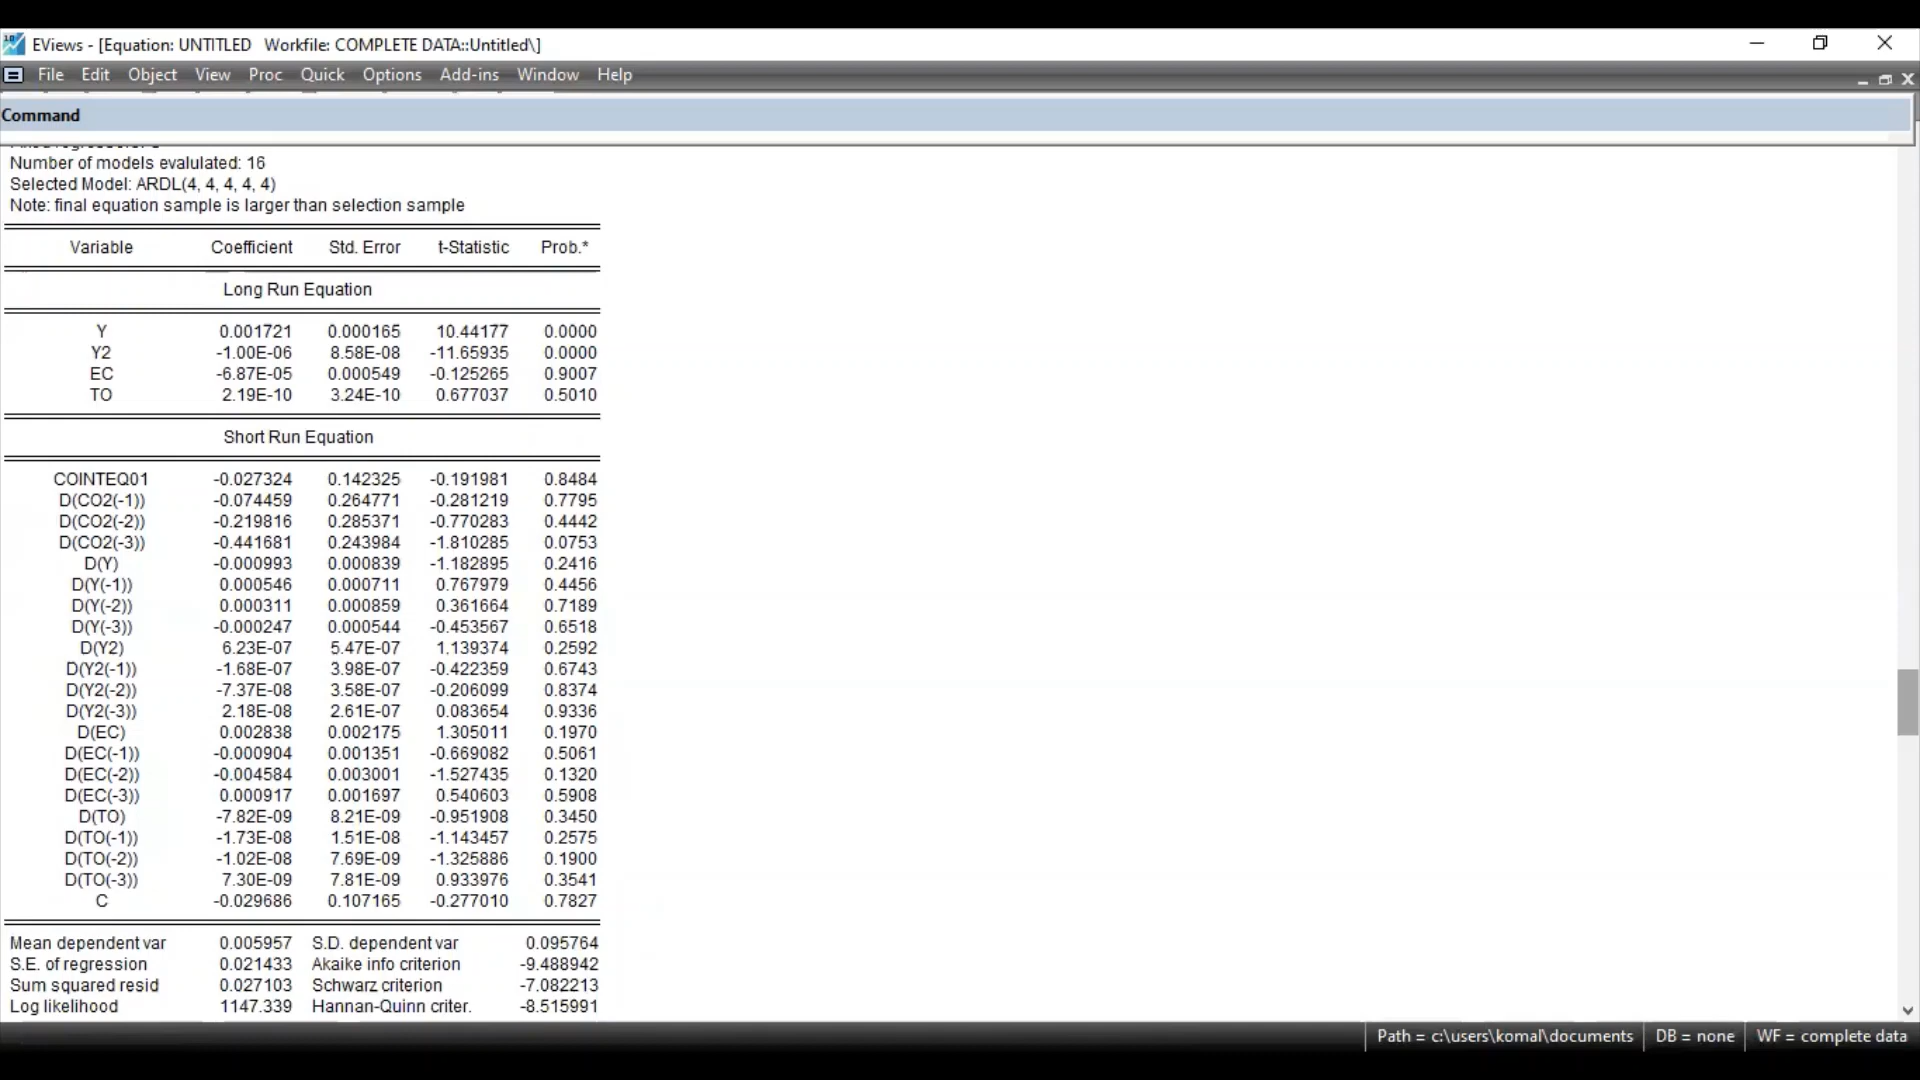 EViews - [Equation: UNTITLED   Workfile: COMPLETE DATA::Untitled\]
File Edit Object View Proc Quick Options Add-ins Window Help
Command
Number of models evalulated: 16
Selected Model: ARDL(4, 4, 4, 4, 4)
Note: final equation sample is larger than selection sample
Variable Coefficient Std. Error t-Statistic Prob.*
Long Run Equation
Y 0.001721 0.000165 10.44177 0.0000
Y2 -1.00E-06 8.58E-08 -11.65935 0.0000
EC -6.87E-05 0.000549 -0.125265 0.9007
TO 2.19E-10 3.24E-10 0.677037 0.5010
Short Run Equation
COINTEQ01 -0.027324 0.142325 -0.191981 0.8484
D(CO2(-1)) -0.074459 0.264771 -0.281219 0.7795
D(CO2(-2)) -0.219816 0.285371 -0.770283 0.4442
D(CO2(-3)) -0.441681 0.243984 -1.810285 0.0753
D(Y) -0.000993 0.000839 -1.182895 0.2416
D(Y(-1)) 0.000546 0.000711 0.767979 0.4456
D(Y(-2)) 0.000311 0.000859 0.361664 0.7189
D(Y(-3)) -0.000247 0.000544 -0.453567 0.6518
D(Y2) 6.23E-07 5.47E-07 1.139374 0.2592
D(Y2(-1)) -1.68E-07 3.98E-07 -0.422359 0.6743
D(Y2(-2)) -7.37E-08 3.58E-07 -0.206099 0.8374
D(Y2(-3)) 2.18E-08 2.61E-07 0.083654 0.9336
D(EC) 0.002838 0.002175 1.305011 0.1970
D(EC(-1)) -0.000904 0.001351 -0.669082 0.5061
D(EC(-2)) -0.004584 0.003001 -1.527435 0.1320
D(EC(-3)) 0.000917 0.001697 0.540603 0.5908
D(TO) -7.82E-09 8.21E-09 -0.951908 0.3450
D(TO(-1)) -1.73E-08 1.51E-08 -1.143457 0.2575
D(TO(-2)) -1.02E-08 7.69E-09 -1.325886 0.1900
D(TO(-3)) 7.30E-09 7.81E-09 0.933976 0.3541
C -0.029686 0.107165 -0.277010 0.7827
Mean dependent var 0.005957 S.D. dependent var 0.095764
S.E. of regression 0.021433 Akaike info criterion -9.488942
Sum squared resid 0.027103 Schwarz criterion -7.082213
Log likelihood 1147.339 Hannan-Quinn criter. -8.515991
Path = c:\users\komal\documents DB = none WF = complete data